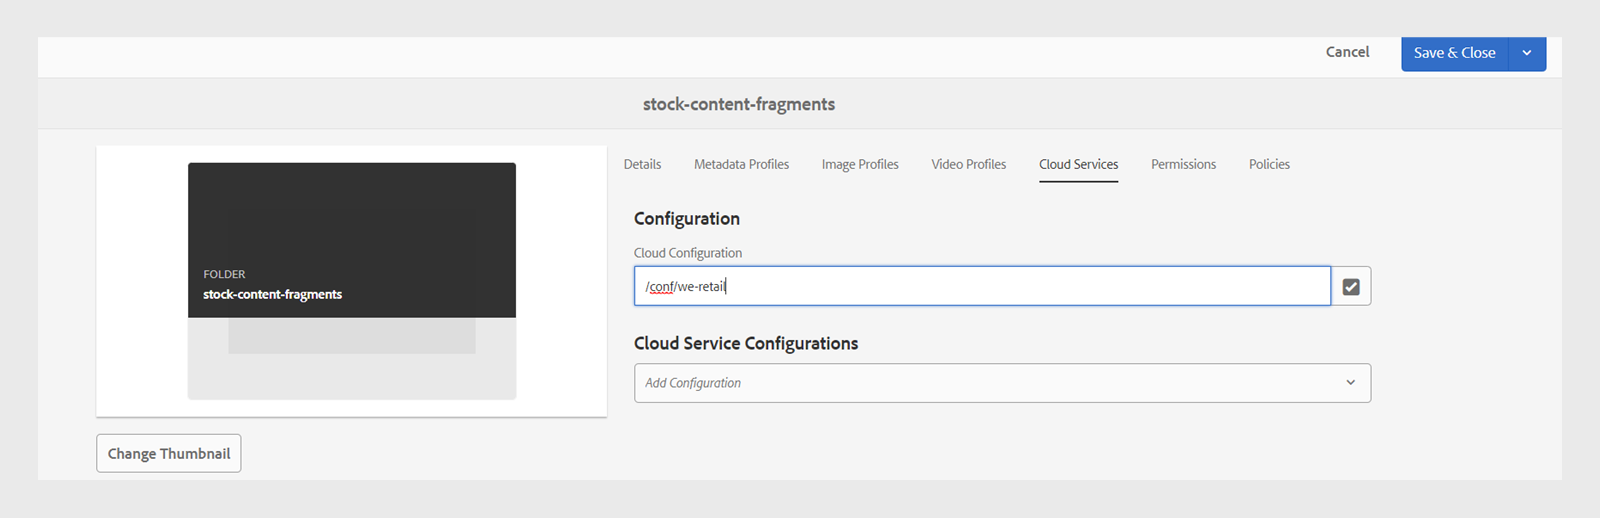 Cancel
Save & Close
stock-content-fragments
FOLDER
stock-content-fragments
Change Thumbnail
Details Metadata Profiles Image Profiles Video Profiles Cloud Services Permissions Policies
Configuration
Cloud Configuration
/conf/we-retail
Cloud Service Configurations
Add Configuration